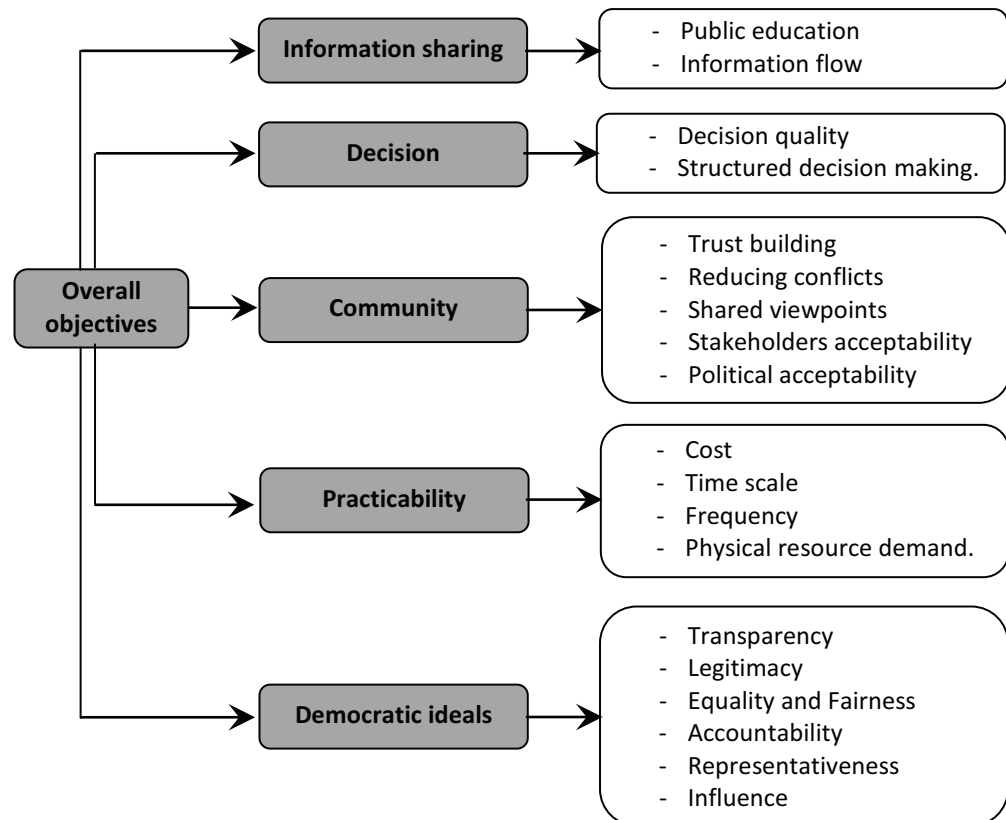 Information sharing
- Public education
- Information flow
Decision
- Decision quality
- Structured decision making.
Overall
objectives
Community
- Trust building
- Reducing conflicts
- Shared viewpoints
- Stakeholders acceptability
- Political acceptability
Practicability
- Cost
- Time scale
- Frequency
- Physical resource demand.
Democratic ideals
- Transparency
- Legitimacy
- Equality and Fairness
- Accountability
- Representativeness
- Influence